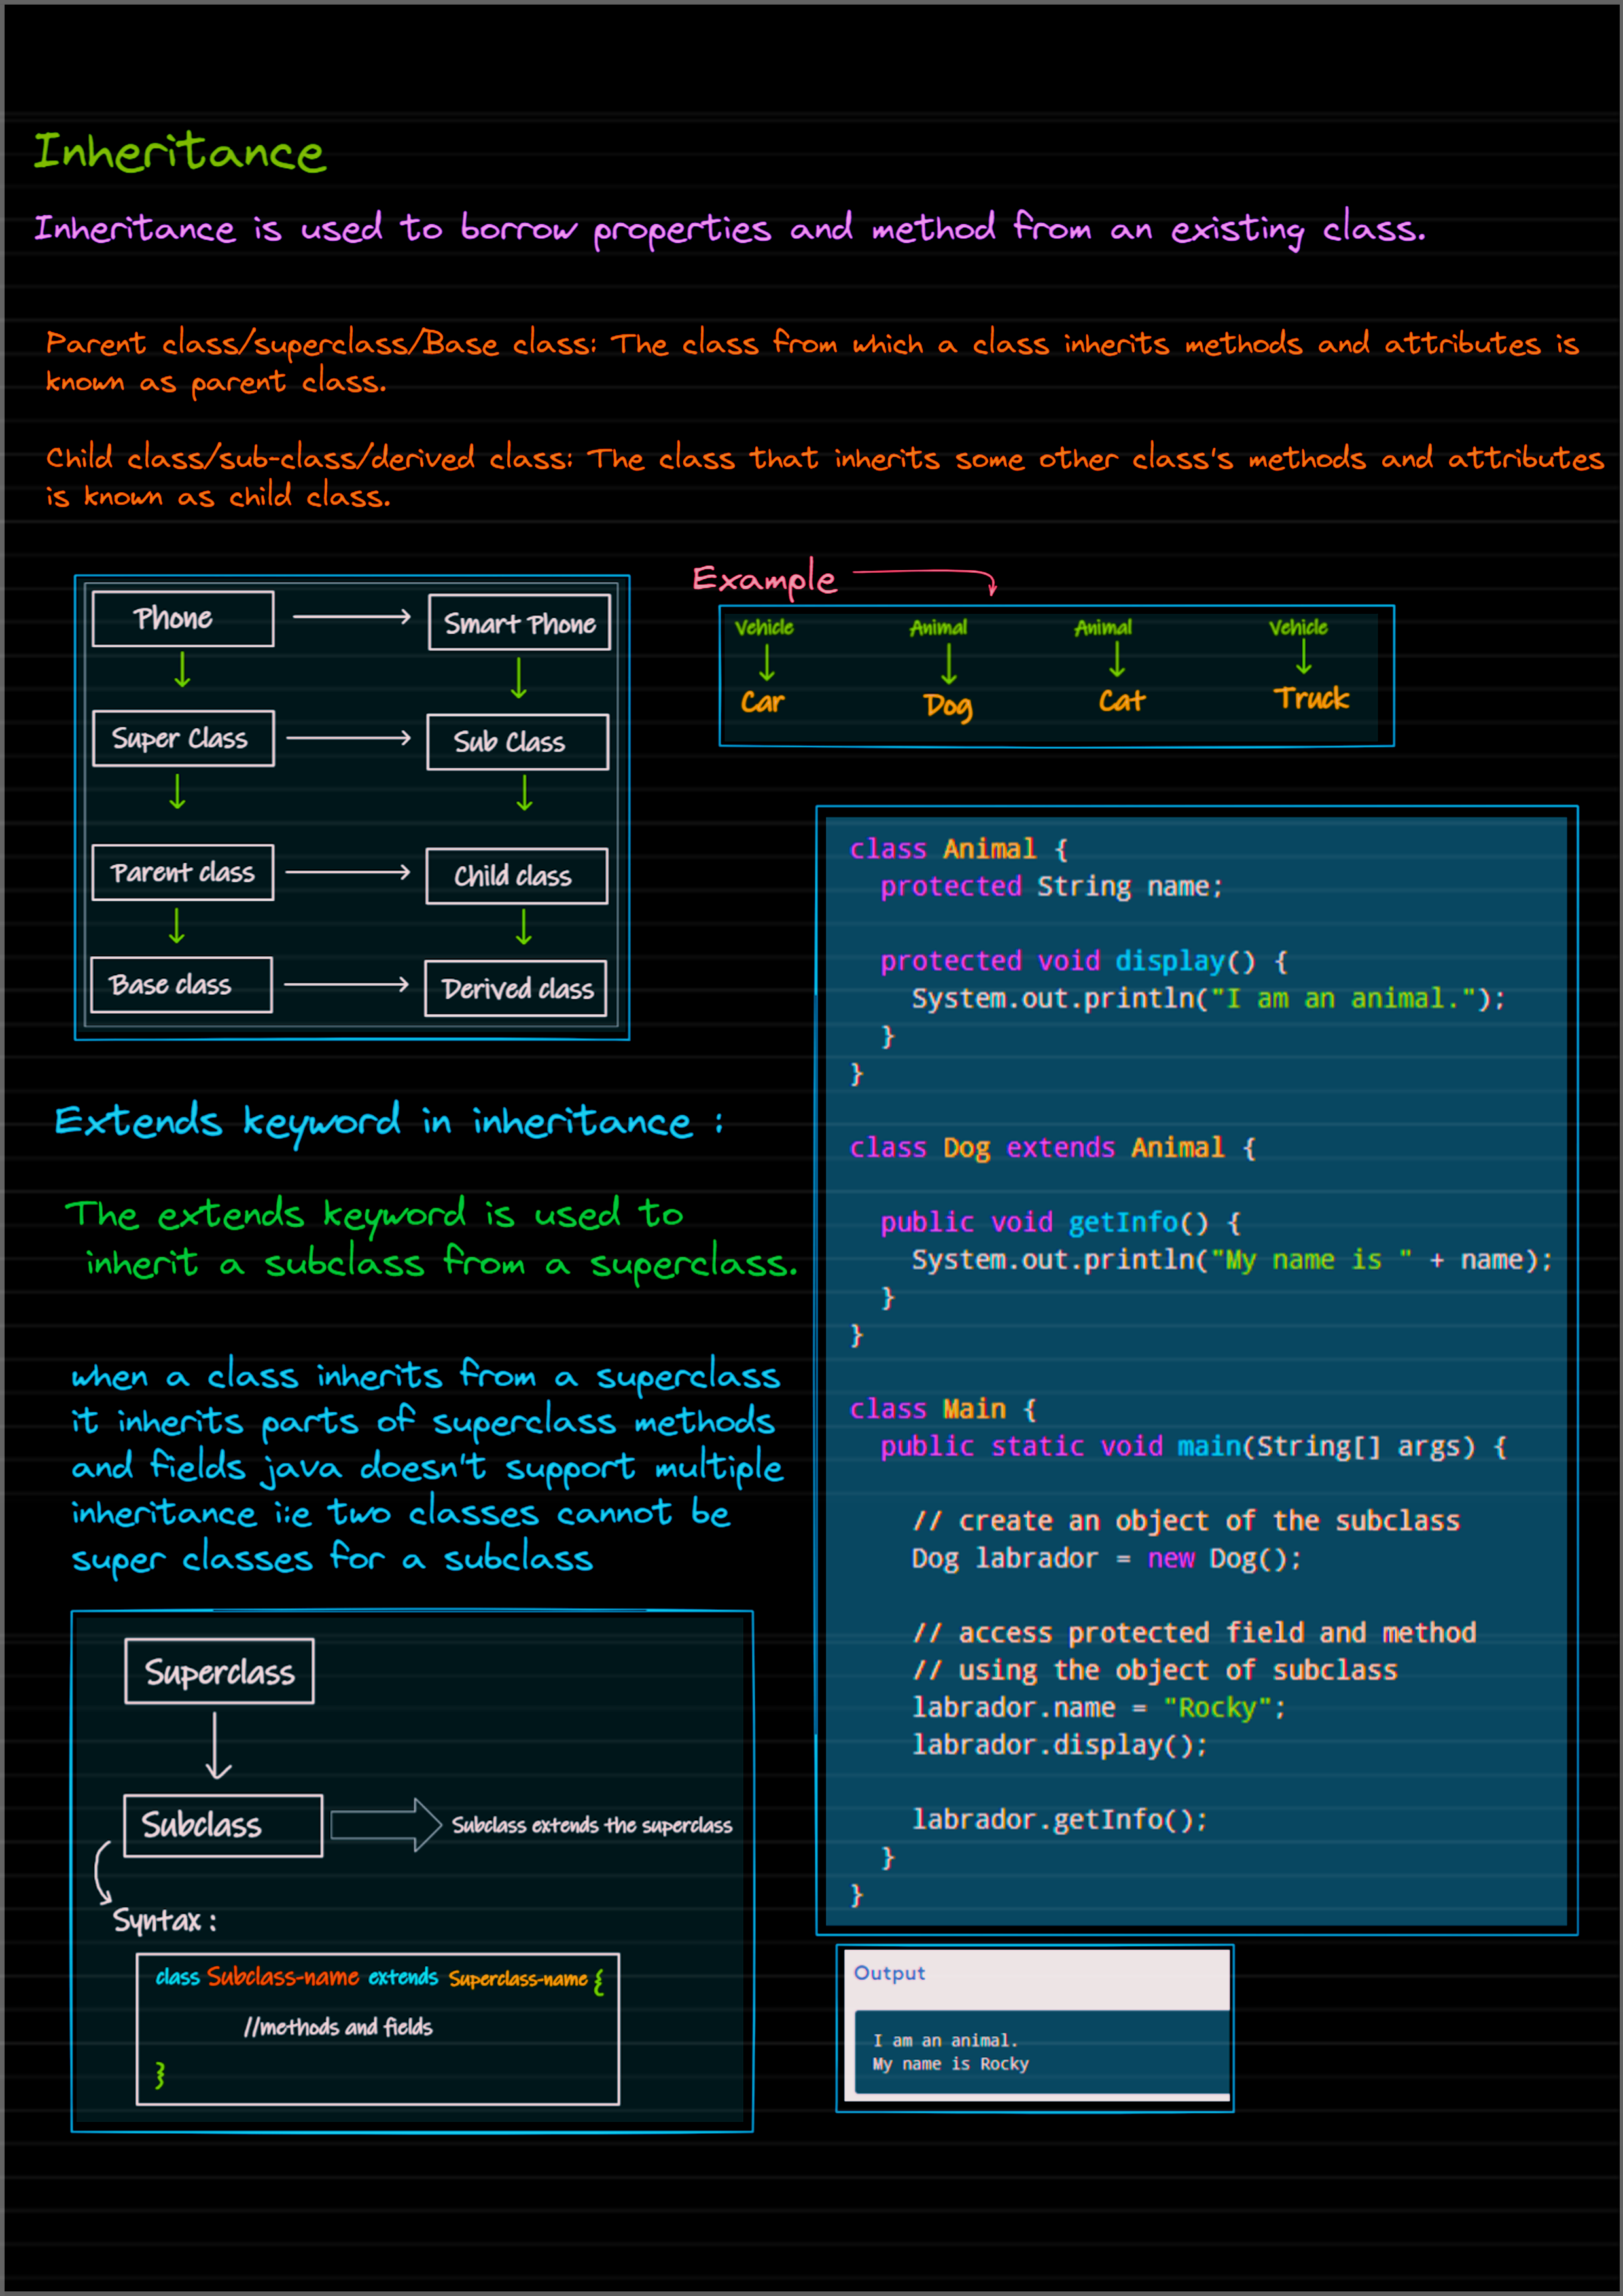 Inheritance
Inheritance is used to borrow properties and method from an existing class.
Parent class/superclass/Base class: The class from which a class inherits methods and attributes is
known as parent class.
Child class/sub-class/derived class: The class that inherits some other class's methods and attributes
is known as child class.
Phone Smart Phone
Super Class Sub Class
Parent class Child class
Base class Derived class
Example
Vehicle Animal Animal Vehicle
Car Dog Cat Truck
Extends keyword in inheritance :
The extends keyword is used to
inherit a subclass from a superclass.
when a class inherits from a superclass
it inherits parts of superclass methods
and fields java doesn't support multiple
inheritance i:e two classes cannot be
super classes for a subclass
Superclass
Subclass
Subclass extends the superclass
Syntax :
class Subclass-name extends Superclass-name {
//methods and fields
}
class Animal {
protected String name;
protected void display() {
System.out.println("I am an animal.");
}
}
class Dog extends Animal {
public void getInfo() {
System.out.println("My name is " + name);
}
}
class Main {
public static void main(String[] args) {
// create an object of the subclass
Dog labrador = new Dog();
// access protected field and method
// using the object of subclass
labrador.name = "Rocky";
labrador.display();
labrador.getInfo();
}
}
Output
I am an animal.
My name is Rocky